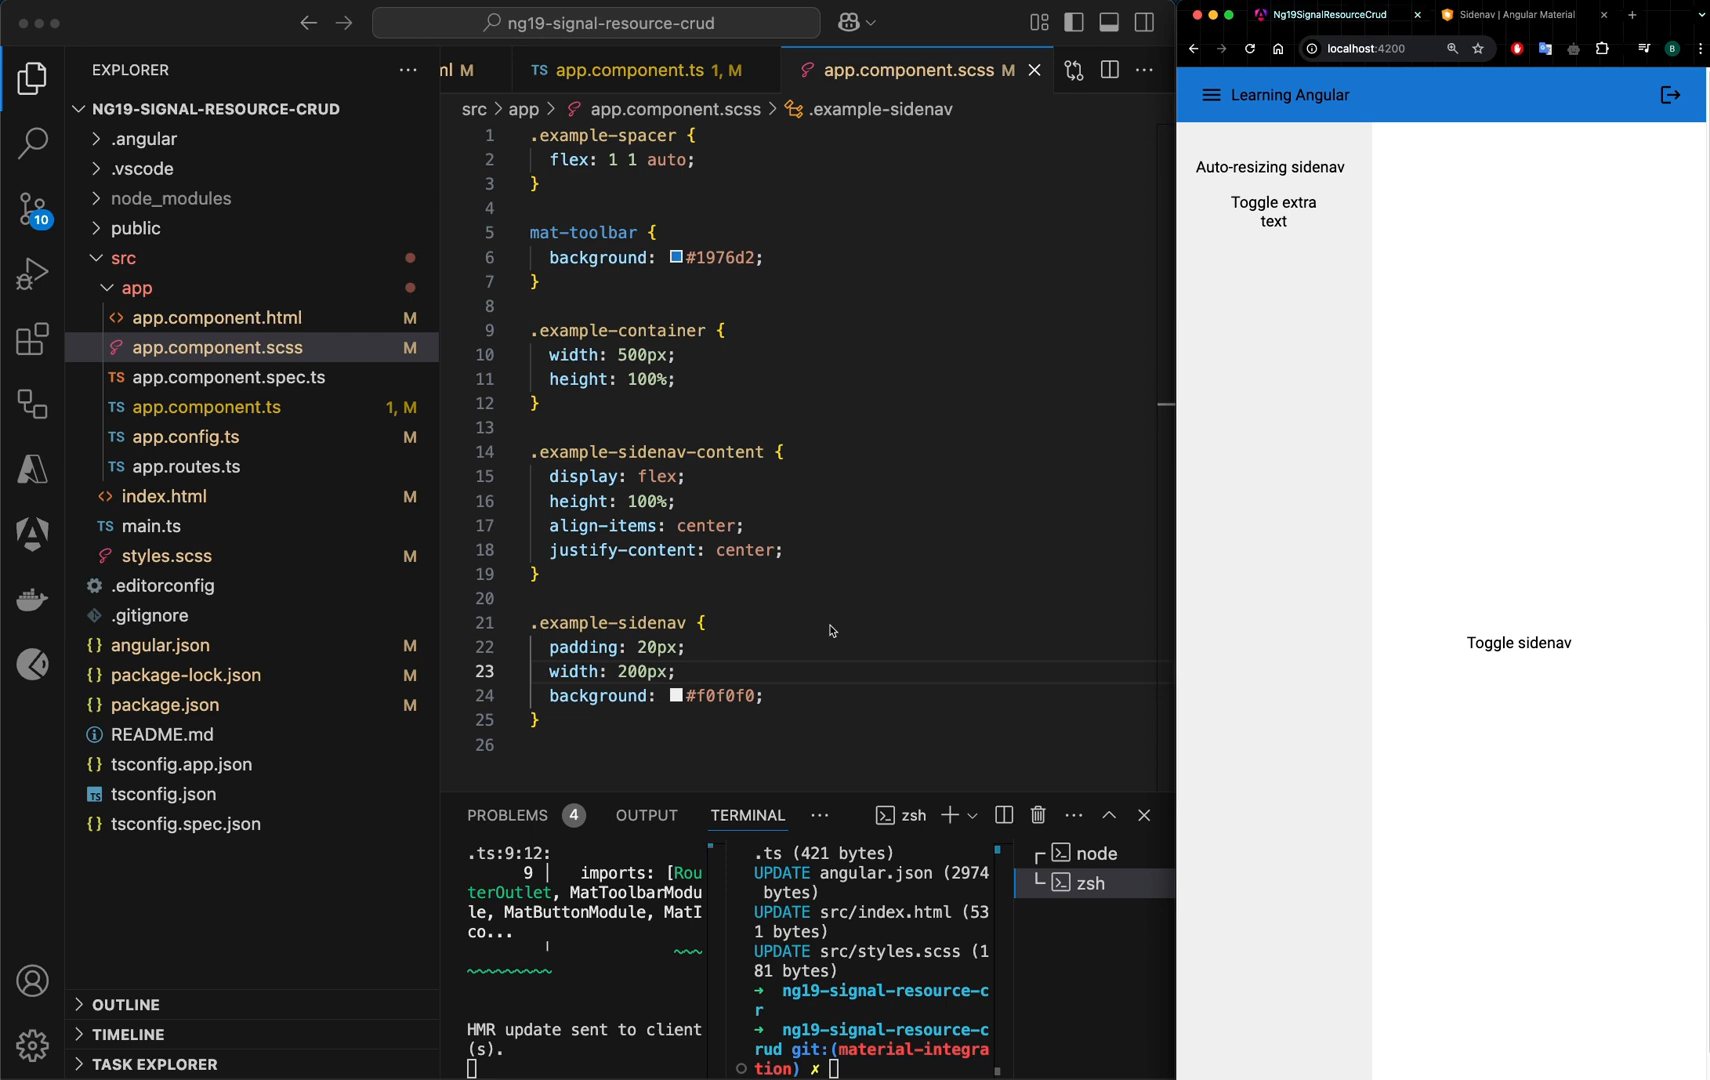 ng19-signal-resource-crud
EXPLORER
NG19-SIGNAL-RESOURCE-CRUD
.angular
.vscode
node_modules
public
src
app
app.component.html M
app.component.scss M
TS app.component.spec.ts
TS app.component.ts 1, M
TS app.config.ts M
TS app.routes.ts
index.html M
TS main.ts
styles.scss M
.editorconfig
.gitignore
{} angular.json M
{} package-lock.json M
{} package.json M
README.md
{} tsconfig.app.json
TS tsconfig.json
{} tsconfig.spec.json
OUTLINE
TIMELINE
TASK EXPLORER
10
ml M
TS app.component.ts 1, M
app.component.scss M
src > app > app.component.scss > .example-sidenav
1 .example-spacer {
2 flex: 1 1 auto;
3 }
4
5 mat-toolbar {
6 background: #1976d2;
7 }
8
9 .example-container {
10 width: 500px;
11 height: 100%;
12 }
13
14 .example-sidenav-content {
15 display: flex;
16 height: 100%;
17 align-items: center;
18 justify-content: center;
19 }
20
21 .example-sidenav {
22 padding: 20px;
23 width: 200px;
24 background: #f0f0f0;
25 }
26
PROBLEMS 4 OUTPUT TERMINAL
zsh
.ts:9:12:
9 │ imports: [Rou
terOutlet, MatToolbarModu
le, MatButtonModule, MatI
co...
HMR update sent to client
(s).
.ts (421 bytes)
UPDATE angular.json (2974
bytes)
UPDATE src/index.html (53
1 bytes)
UPDATE src/styles.scss (1
81 bytes)
➜ ng19-signal-resource-c
r
➜ ng19-signal-resource-c
rud git:(material-integra
tion) ✗
node
zsh
Ng19SignalResourceCrud
Sidenav | Angular Material
localhost:4200
B
Learning Angular
Auto-resizing sidenav
Toggle extra
text
Toggle sidenav